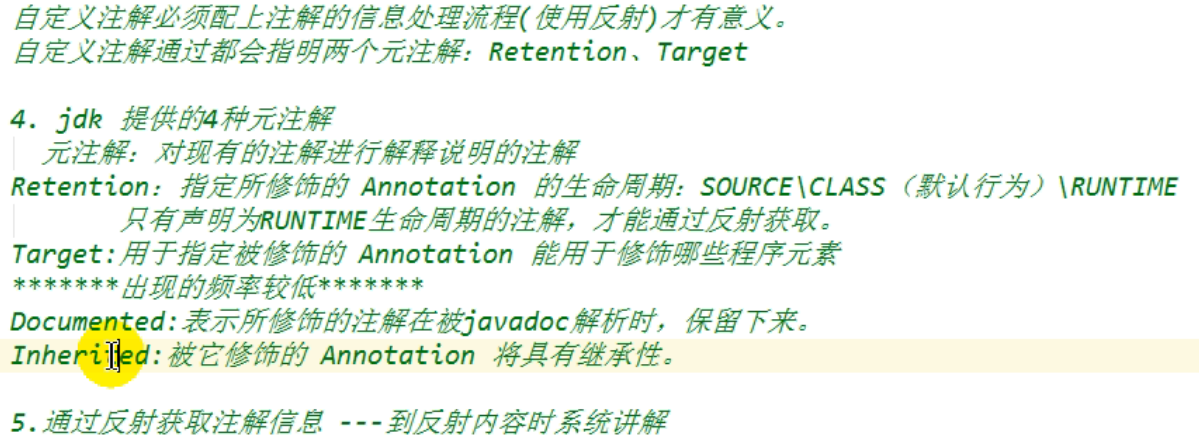 自定义注解必须配上注解的信息处理流程(使用反射)才有意义。
自定义注解通过都会指明两个元注解：Retention、Target
4. jdk 提供的4种元注解
元注解：对现有的注解进行解释说明的注解
Retention：指定所修饰的 Annotation 的生命周期：SOURCE\CLASS（默认行为）\RUNTIME
只有声明为RUNTIME生命周期的注解，才能通过反射获取。
Target:用于指定被修饰的 Annotation 能用于修饰哪些程序元素
*******出现的频率较低*******
Documented:表示所修饰的注解在被javadoc解析时，保留下来。
Inherited:被它修饰的 Annotation 将具有继承性。
5.通过反射获取注解信息 ---到反射内容时系统讲解